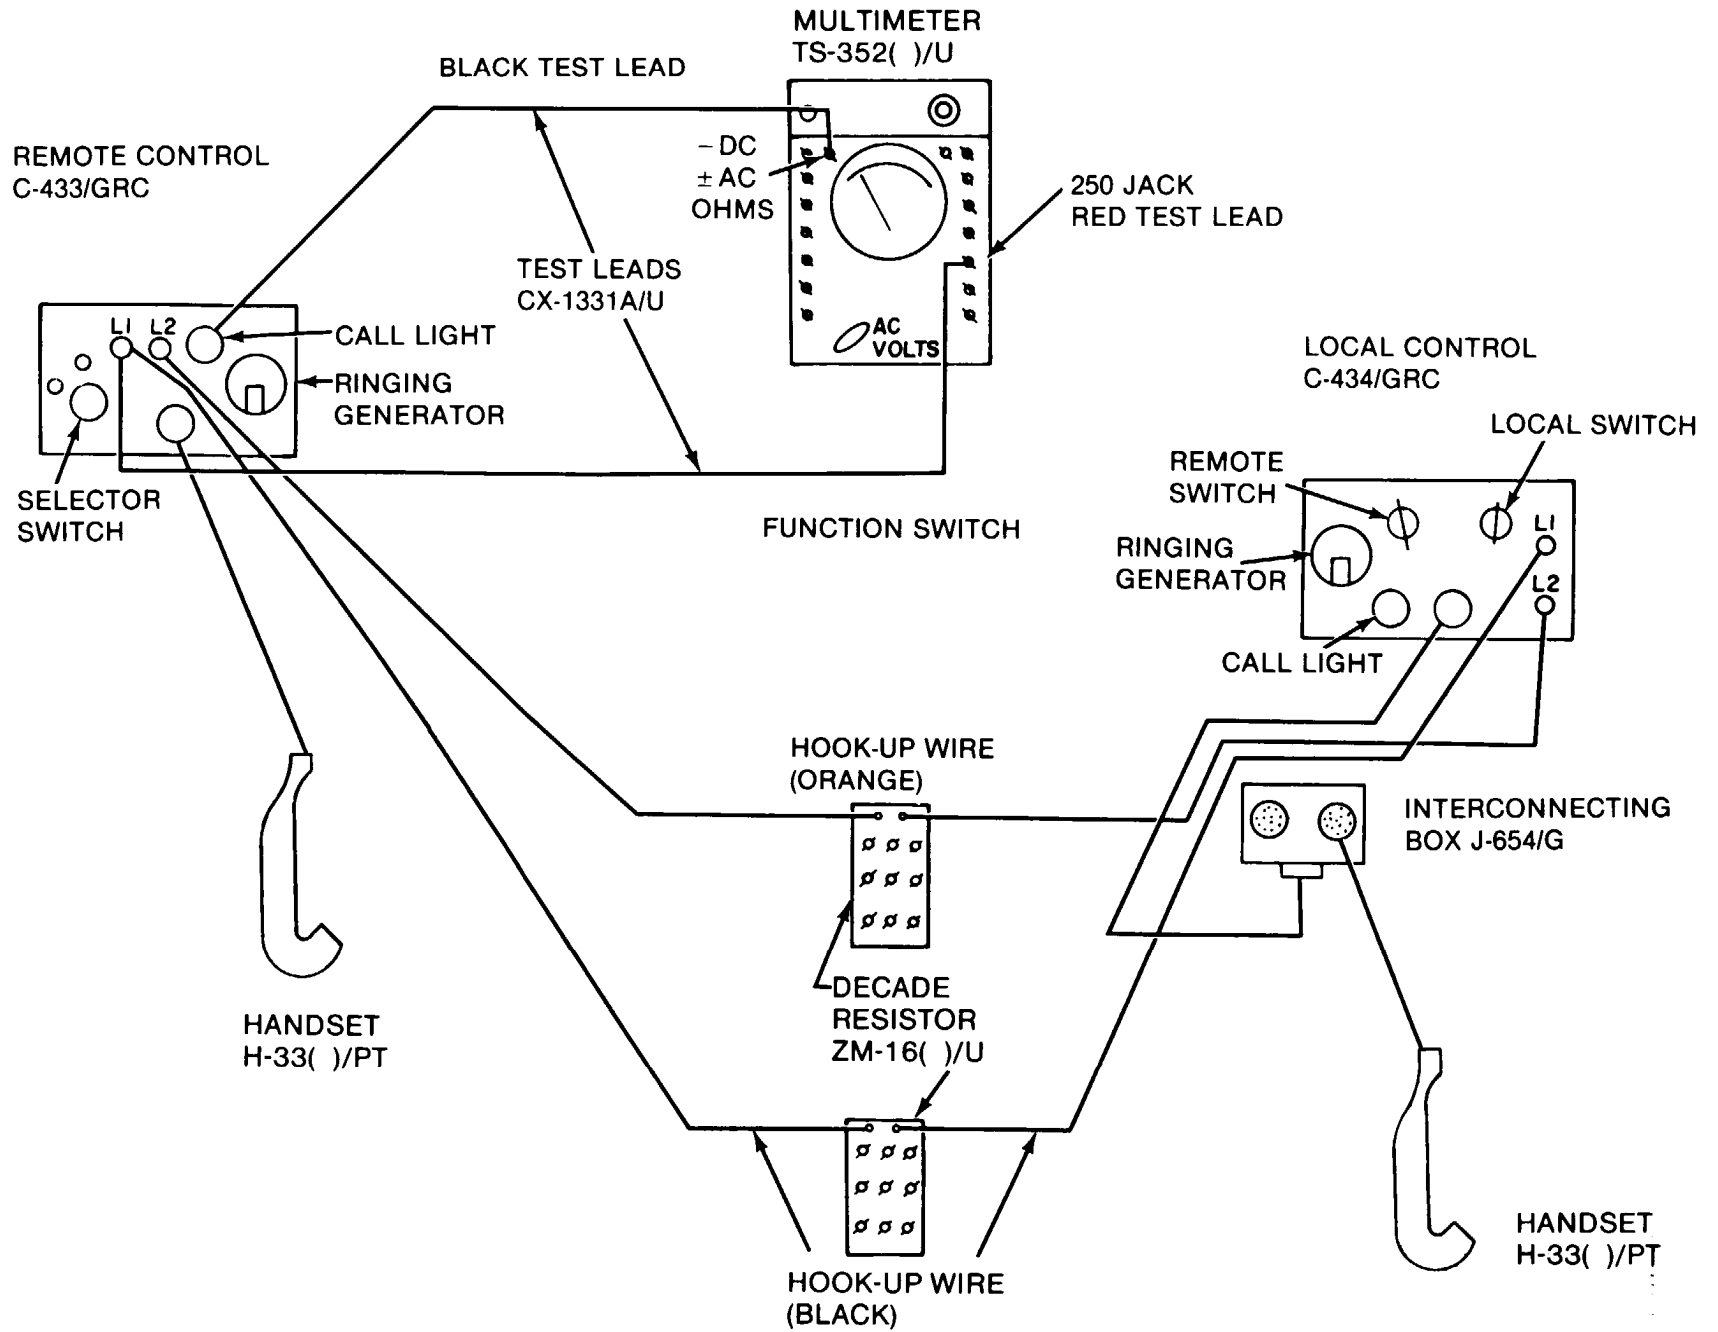 MULTIMETER
TS-352( )/U
BLACK TEST LEAD
REMOTE CONTROL
C-433/GRC
– DC
± AC
OHMS
250 JACK
RED TEST LEAD
TEST LEADS
CX-1331A/U
L1 L2
CALL LIGHT
RINGING
GENERATOR
AC
VOLTS
LOCAL CONTROL
C-434/GRC
LOCAL SWITCH
REMOTE
SWITCH
SELECTOR
SWITCH
FUNCTION SWITCH
L1
RINGING
GENERATOR
L2
CALL LIGHT
HOOK-UP WIRE
(ORANGE)
INTERCONNECTING
BOX J-654/G
DECADE
RESISTOR
ZM-16( )/U
HANDSET
H-33( )/PT
HANDSET
H-33( )/PT
HOOK-UP WIRE
(BLACK)